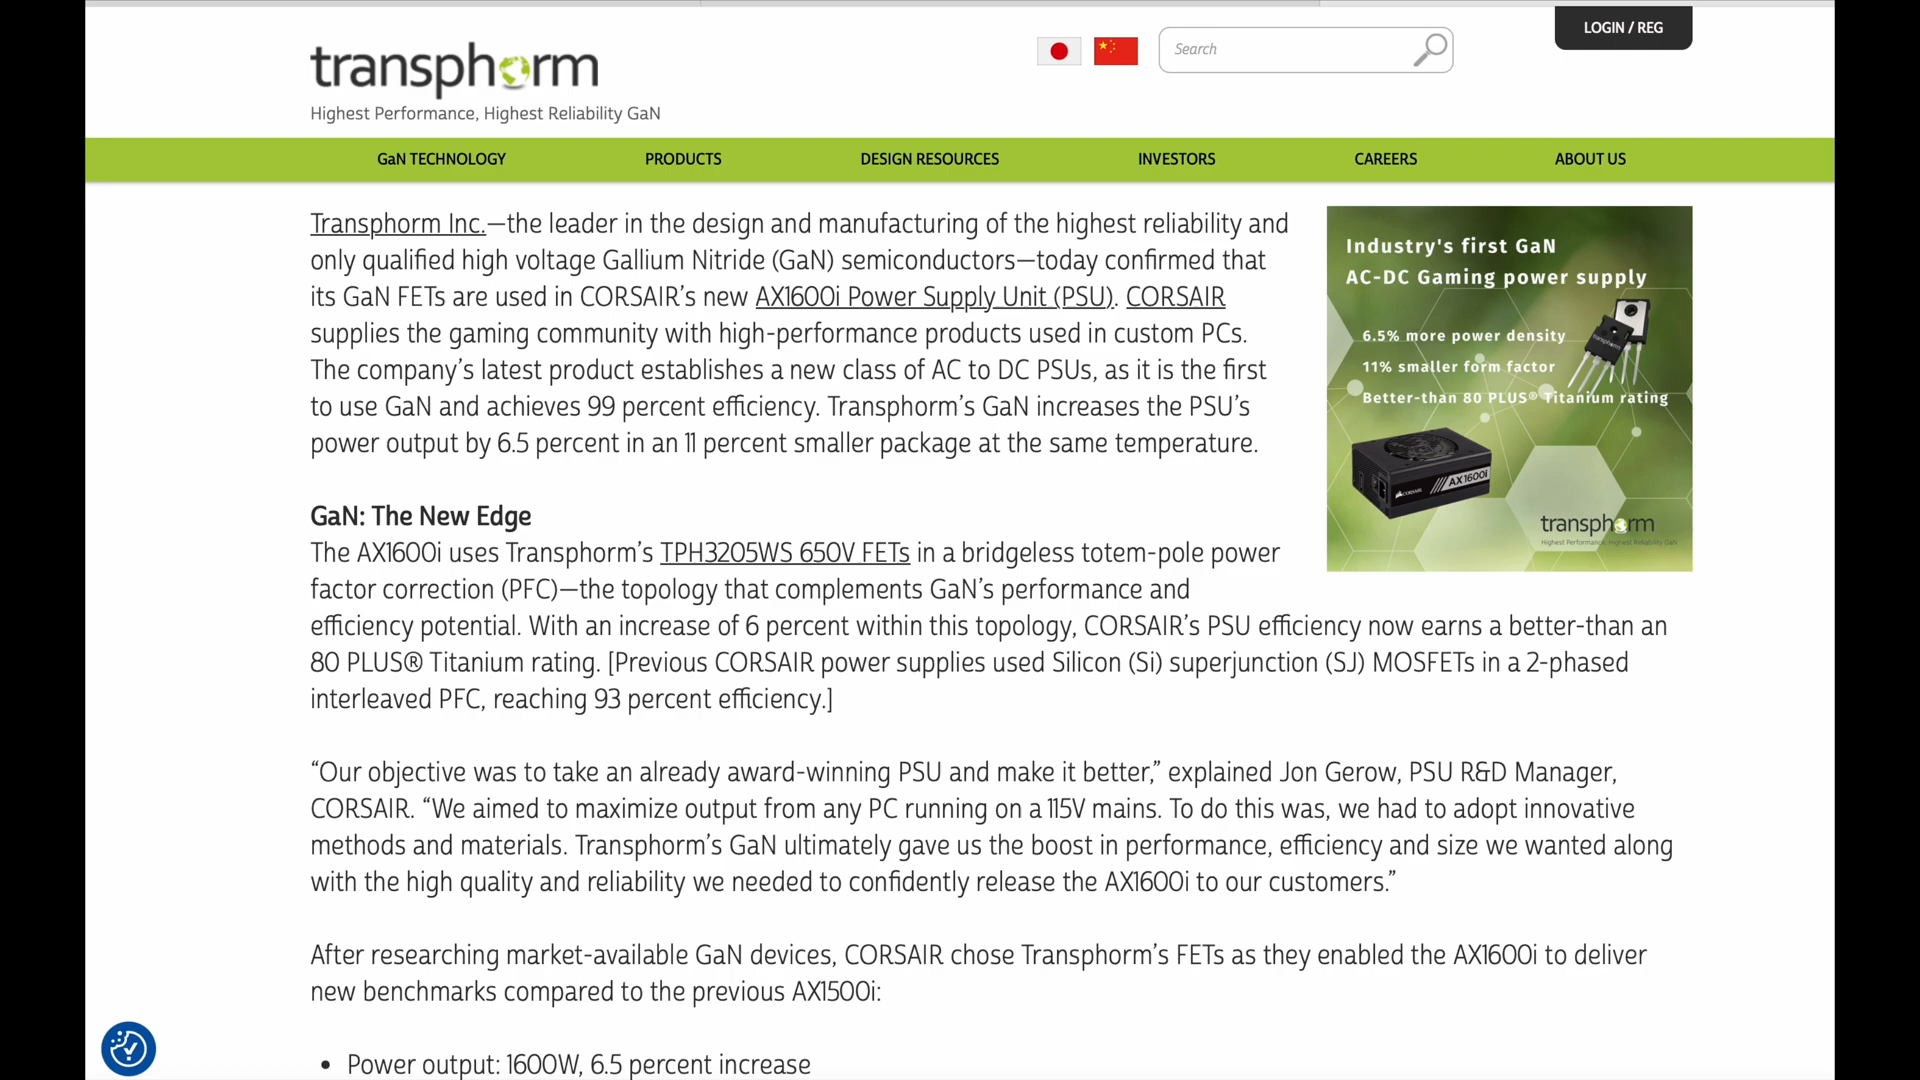 LOGIN / REG
transphorm
Search
Highest Performance, Highest Reliability GaN
GaN TECHNOLOGY
PRODUCTS
DESIGN RESOURCES
INVESTORS
CAREERS
ABOUT US
Transphorm Inc.—the leader in the design and manufacturing of the highest reliability and
only qualified high voltage Gallium Nitride (GaN) semiconductors—today confirmed that
its GaN FETs are used in CORSAIR’s new AX1600i Power Supply Unit (PSU). CORSAIR
supplies the gaming community with high-performance products used in custom PCs.
The company’s latest product establishes a new class of AC to DC PSUs, as it is the first
to use GaN and achieves 99 percent efficiency. Transphorm’s GaN increases the PSU’s
power output by 6.5 percent in an 11 percent smaller package at the same temperature.
Industry's first GaN
AC-DC Gaming power supply
6.5% more power density
11% smaller form factor
Better-than 80 PLUS® Titanium rating
transphorm
CORSAIR
AX1600i
transphorm
Highest Performance, Highest Reliability GaN
GaN: The New Edge
The AX1600i uses Transphorm’s TPH3205WS 650V FETs in a bridgeless totem-pole power
factor correction (PFC)—the topology that complements GaN’s performance and
efficiency potential. With an increase of 6 percent within this topology, CORSAIR’s PSU efficiency now earns a better-than an
80 PLUS® Titanium rating. [Previous CORSAIR power supplies used Silicon (Si) superjunction (SJ) MOSFETs in a 2-phased
interleaved PFC, reaching 93 percent efficiency.]
“Our objective was to take an already award-winning PSU and make it better,” explained Jon Gerow, PSU R&D Manager,
CORSAIR. “We aimed to maximize output from any PC running on a 115V mains. To do this was, we had to adopt innovative
methods and materials. Transphorm’s GaN ultimately gave us the boost in performance, efficiency and size we wanted along
with the high quality and reliability we needed to confidently release the AX1600i to our customers.”
After researching market-available GaN devices, CORSAIR chose Transphorm’s FETs as they enabled the AX1600i to deliver
new benchmarks compared to the previous AX1500i:
• Power output: 1600W, 6.5 percent increase